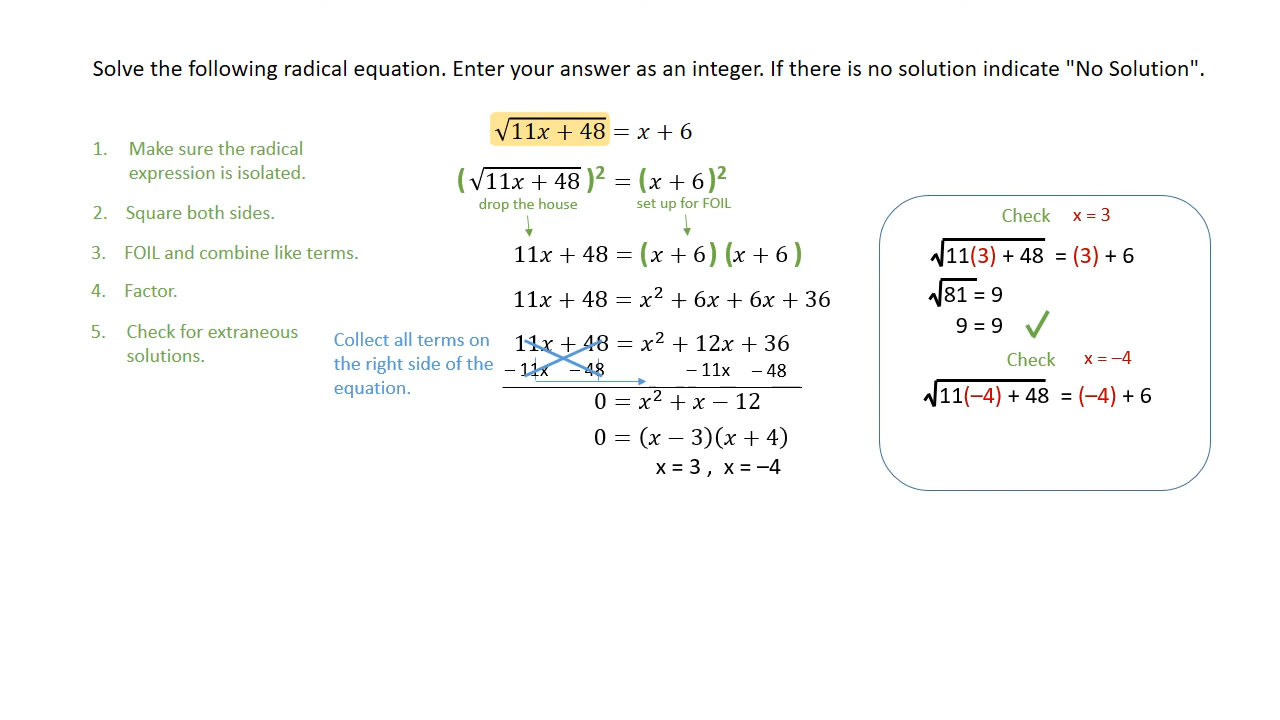 Solve the following radical equation. Enter your answer as an integer. If there is no solution indicate "No Solution".
√11x + 48 = x + 6
1. Make sure the radical
expression is isolated.
2. Square both sides.
3. FOIL and combine like terms.
4. Factor.
5. Check for extraneous
solutions.
(√11x + 48)² = (x + 6)²
drop the house
set up for FOIL
11x + 48 = (x + 6) (x + 6)
11x + 48 = x² + 6x + 6x + 36
Collect all terms on
the right side of the
equation.
11x + 48 = x² + 12x + 36
– 11x – 48 – 11x – 48
0 = x² + x − 12
0 = (x − 3)(x + 4)
x = 3 , x = –4
Check x = 3
√11(3) + 48 = (3) + 6
√81 = 9
9 = 9 ✓
Check x = –4
√11(–4) + 48 = (–4) + 6